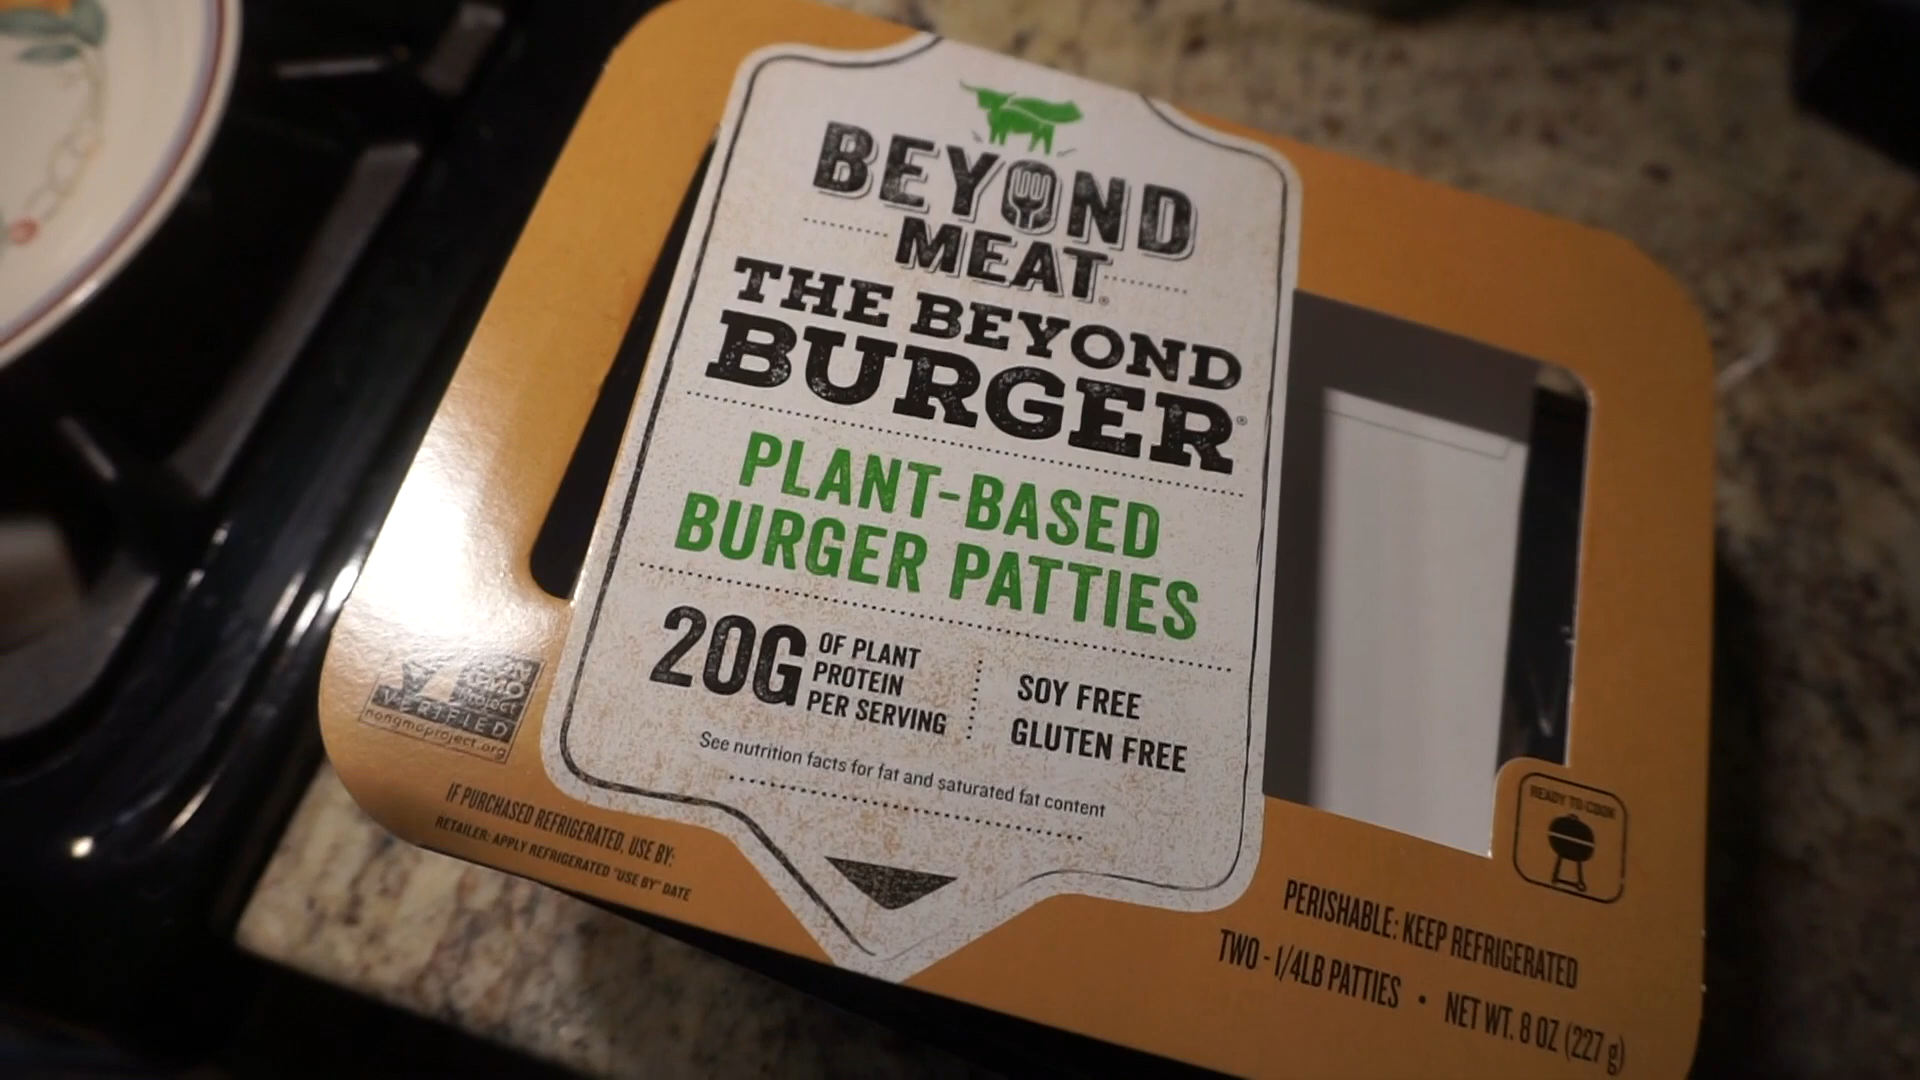 BEYOND
MEAT®
THE BEYOND
BURGER®
PLANT-BASED
BURGER PATTIES
20G OF PLANT
PROTEIN
PER SERVING
SOY FREE
GLUTEN FREE
See nutrition facts for fat and saturated fat content
NON
GMO
Project
VERIFIED
nongmoproject.org
IF PURCHASED REFRIGERATED, USE BY:
RETAILER: APPLY REFRIGERATED "USE BY" DATE
READY TO COOK
PERISHABLE: KEEP REFRIGERATED
TWO - 1/4LB PATTIES • NET WT. 8 OZ (227 g)